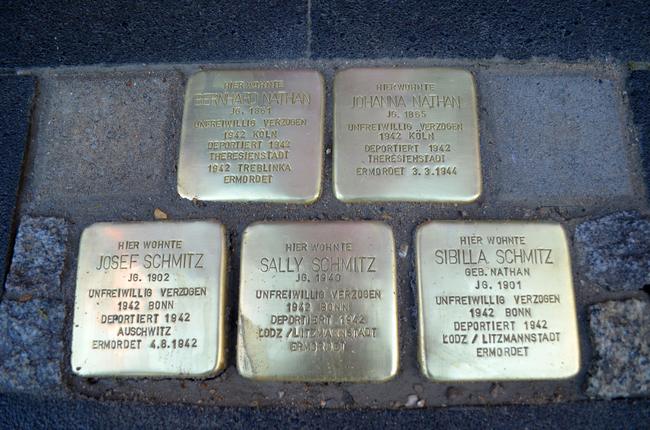 HIER WOHNTE
BERNHARD NATHAN
JG. 1861
UNFREIWILLIG VERZOGEN
1942 KÖLN
DEPORTIERT 1942
THERESIENSTADT
1942 TREBLINKA
ERMORDET
HIER WOHNTE
JOHANNA NATHAN
JG. 1865
UNFREIWILLIG VERZOGEN
1942 KÖLN
DEPORTIERT 1942
THERESIENSTADT
ERMORDET 3.3.1944
HIER WOHNTE
JOSEF SCHMITZ
JG. 1902
UNFREIWILLIG VERZOGEN
1942 BONN
DEPORTIERT 1942
AUSCHWITZ
ERMORDET 4.8.1942
HIER WOHNTE
SALLY SCHMITZ
JG. 1940
UNFREIWILLIG VERZOGEN
1942 BONN
DEPORTIERT 1942
ŁODZ/LITZMANNSTADT
ERMORDET
HIER WOHNTE
SIBILLA SCHMITZ
GEB. NATHAN
JG. 1901
UNFREIWILLIG VERZOGEN
1942 BONN
DEPORTIERT 1942
ŁODZ / LITZMANNSTADT
ERMORDET